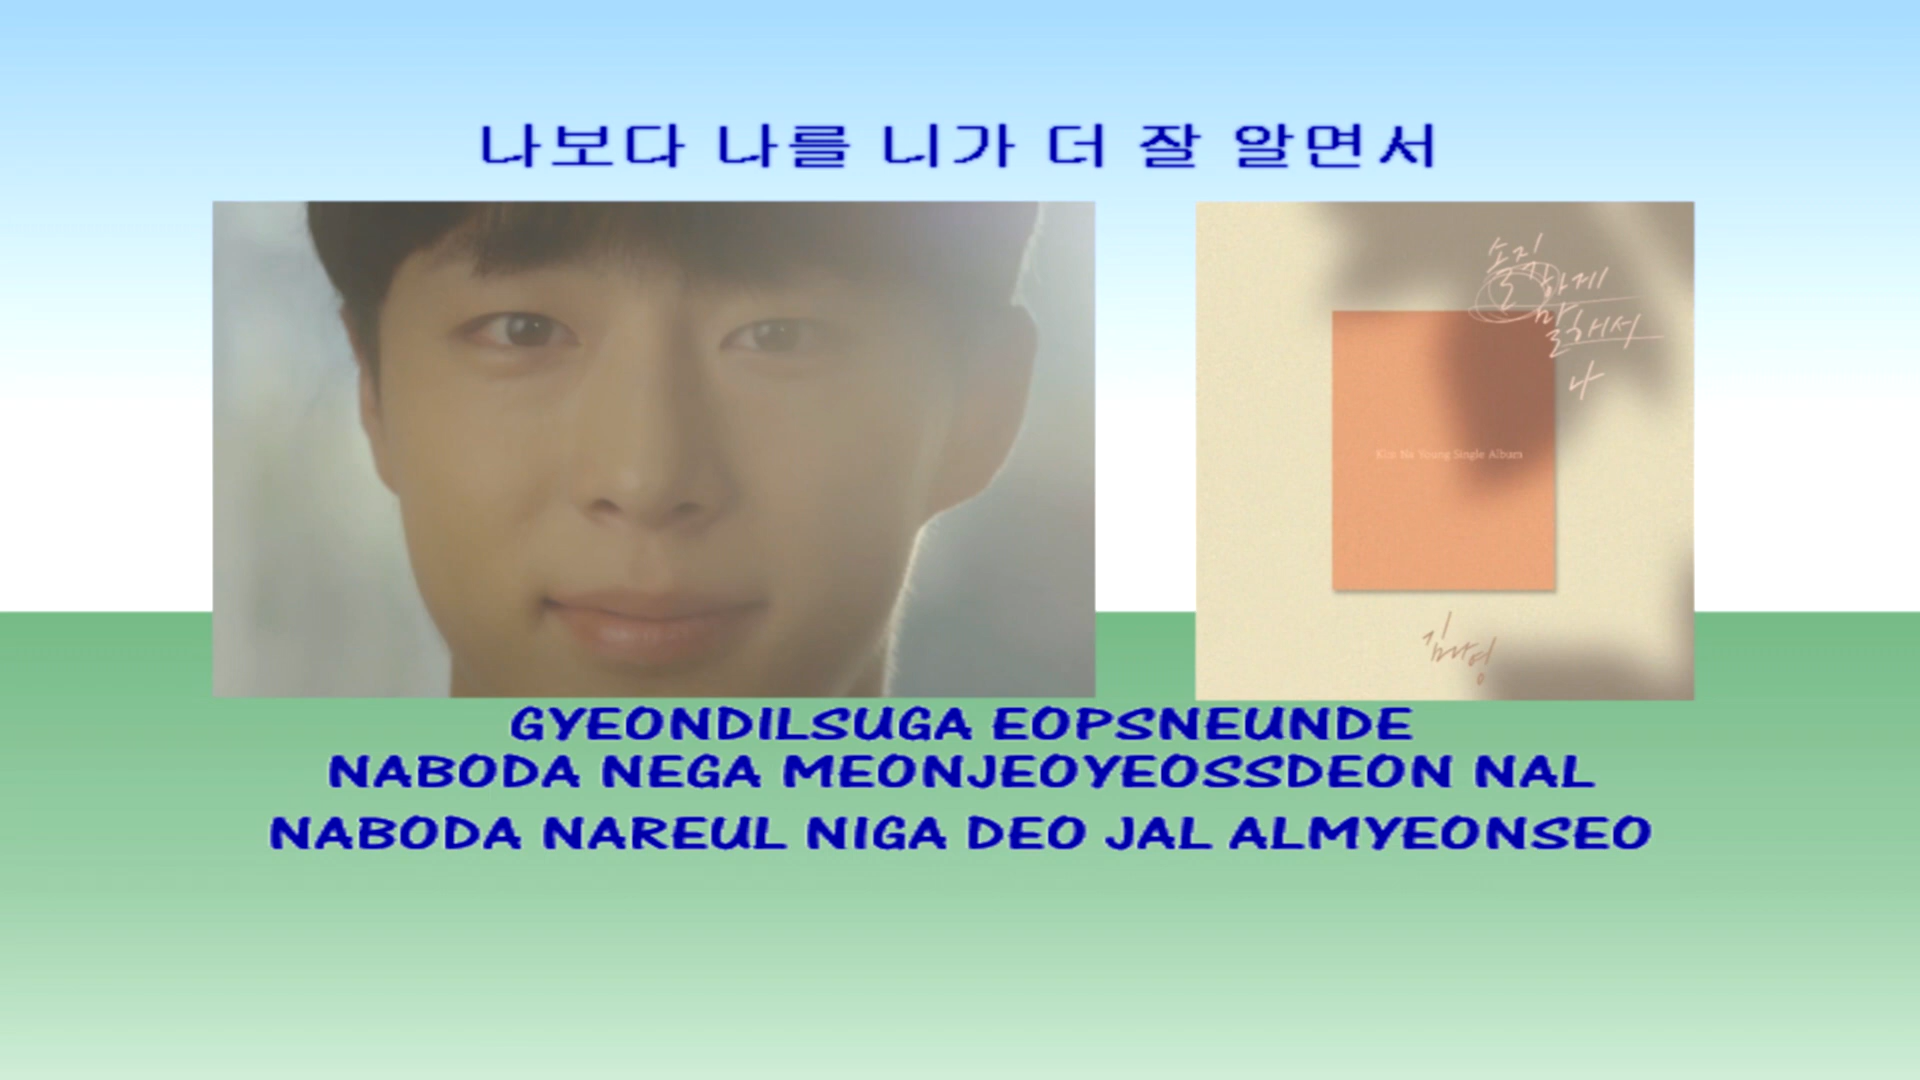 나보다 나를 니가 더 잘 알면서
솔직
하게
말해서
나
Kim Na Young Single Album
김나영
GYEONDILSUGA EOPSNEUNDE
NABODA NEGA MEONJEOYEOSSDEON NAL
NABODA NAREUL NIGA DEO JAL ALMYEONSEO